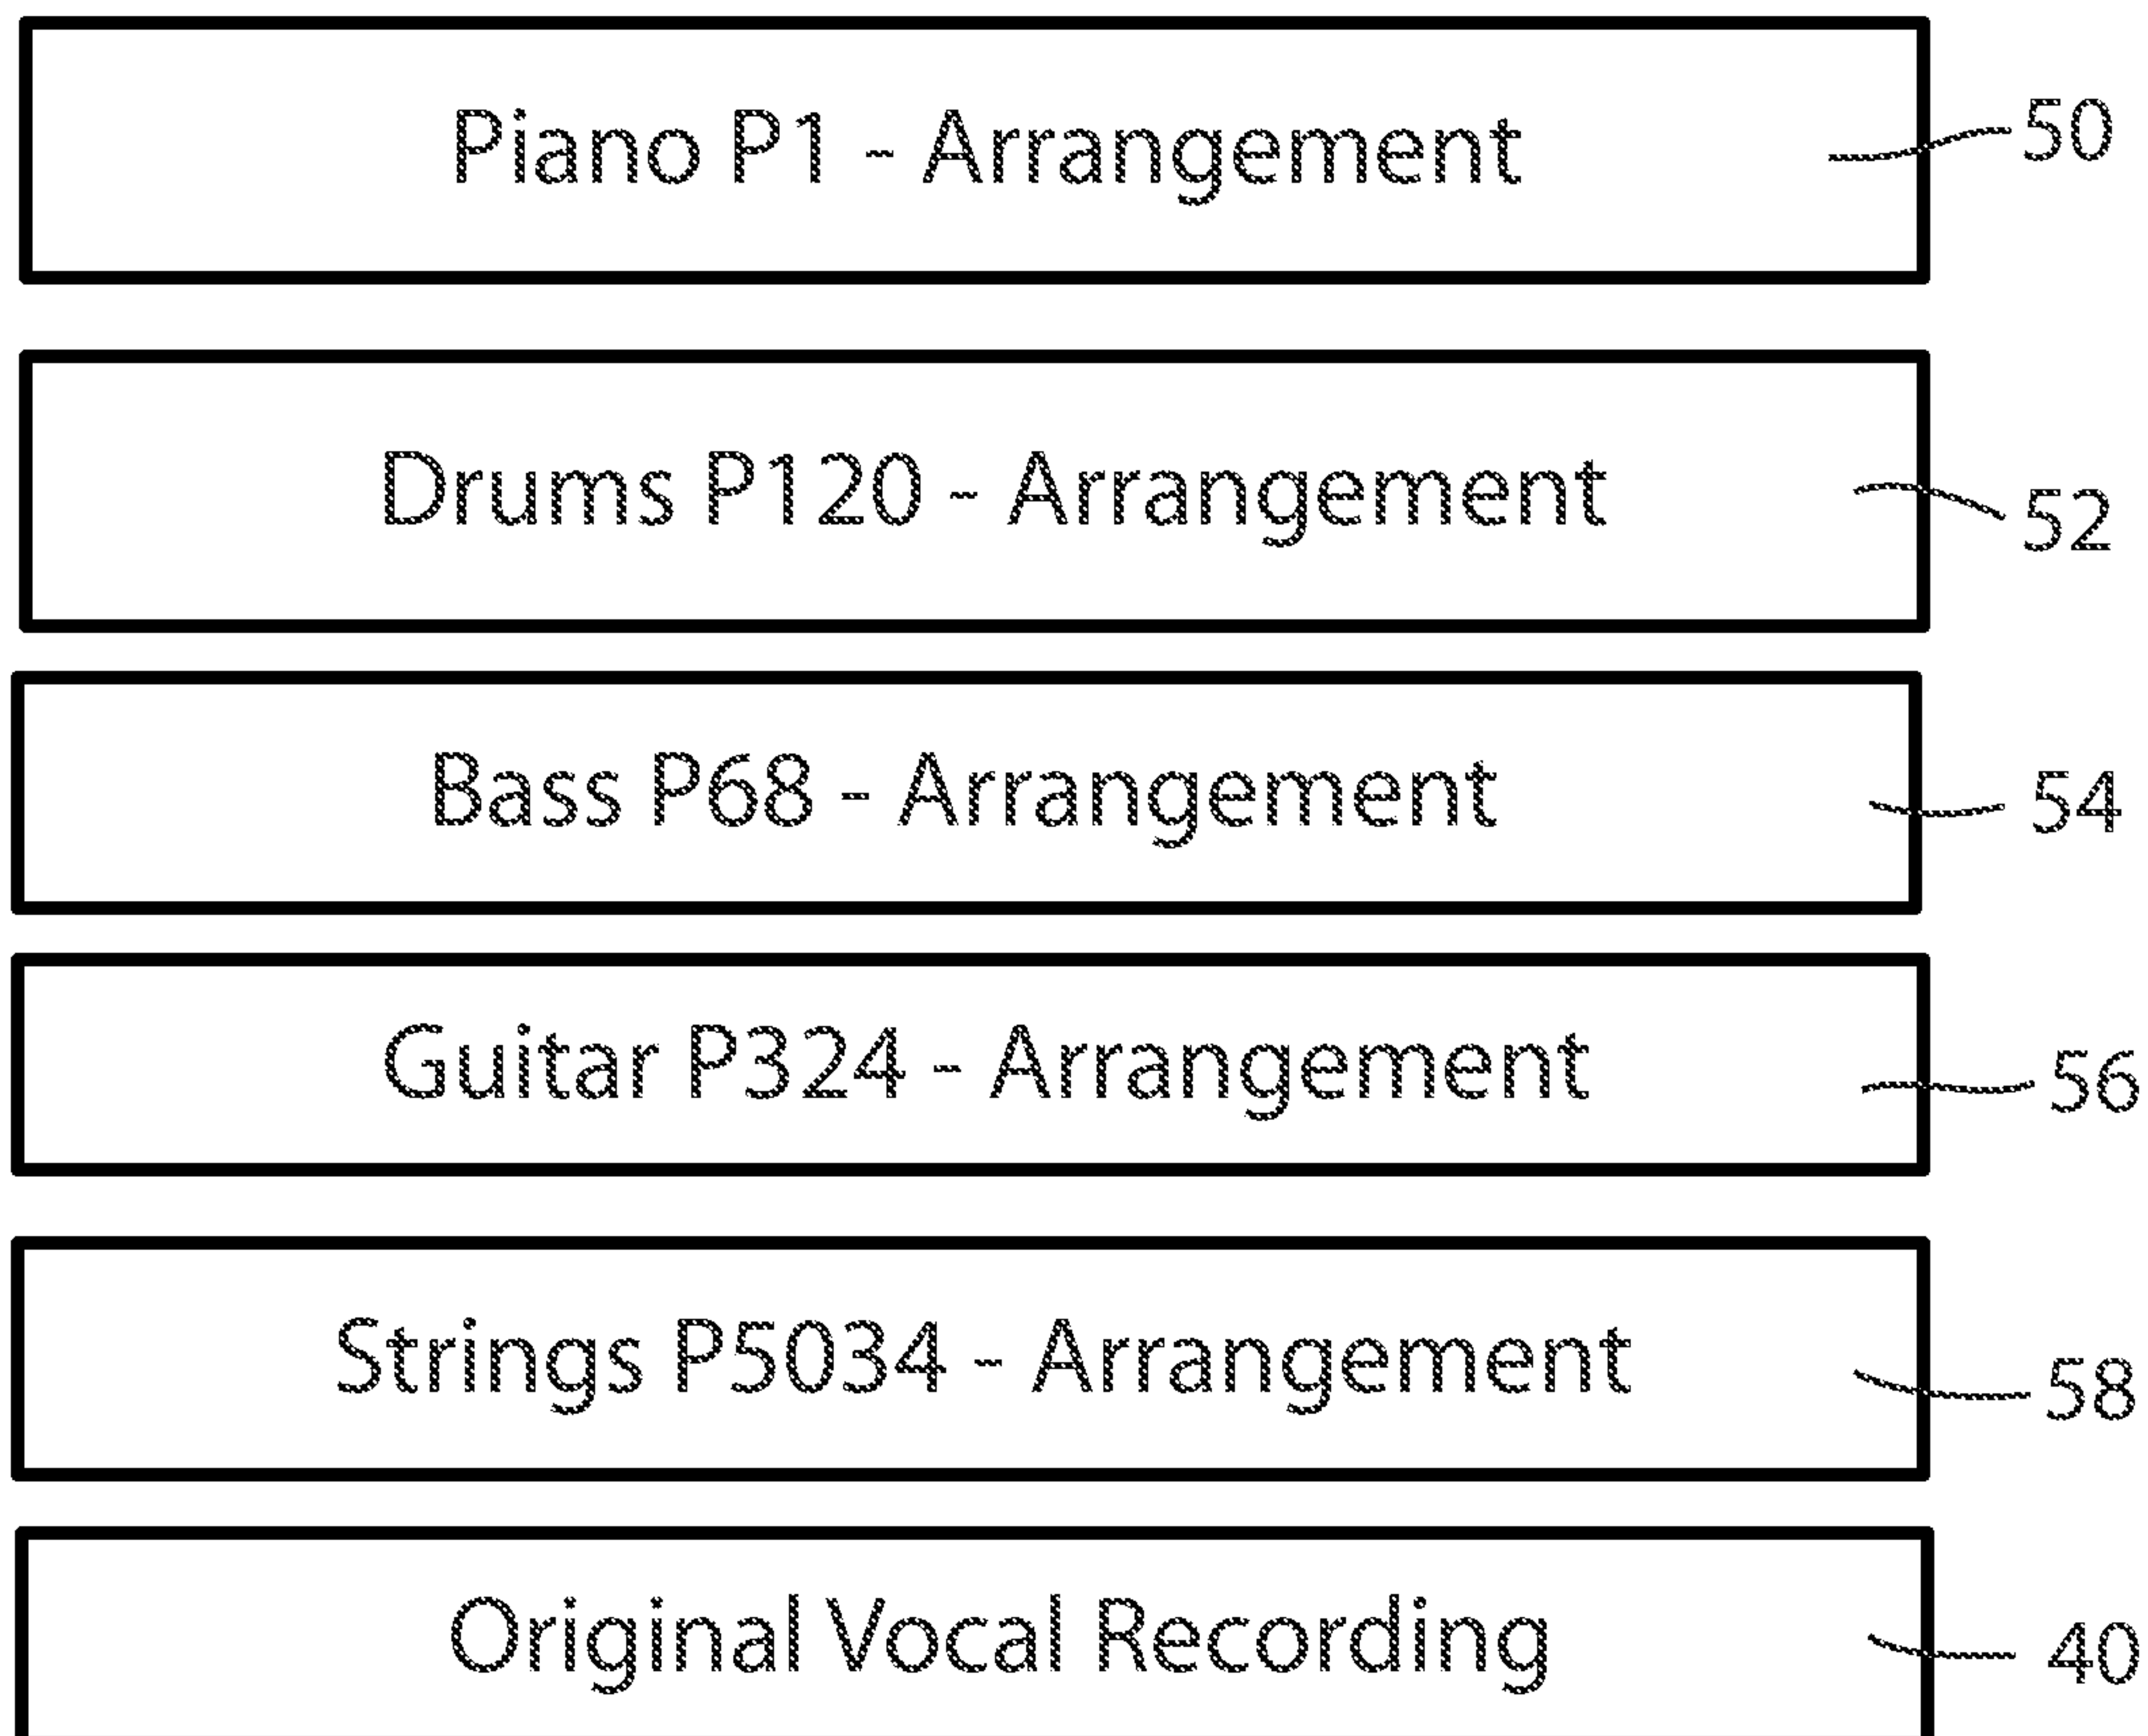 Piano P1 - Arrangement 50
Drums P120 - Arrangement 52
Bass P68 - Arrangement 54
Guitar P324 - Arrangement 56
Strings P5034 - Arrangement 58
Original Vocal Recording 40